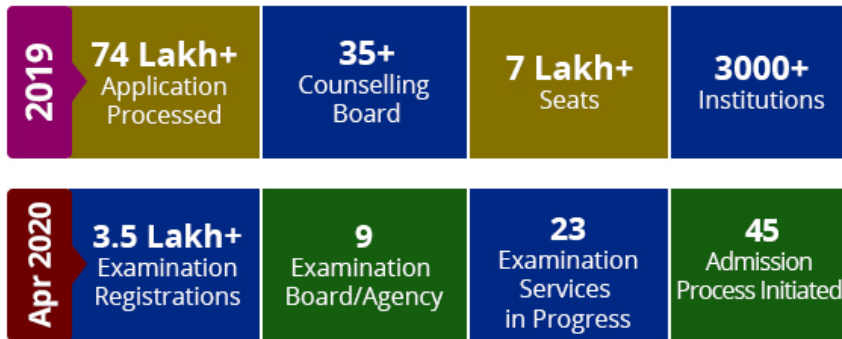 2019
74 Lakh+
Application
Processed
35+
Counselling
Board
7 Lakh+
Seats
3000+
Institutions
Apr 2020
3.5 Lakh+
Examination
Registrations
9
Examination
Board/Agency
23
Examination
Services
in Progress
45
Admission
Process Initiated